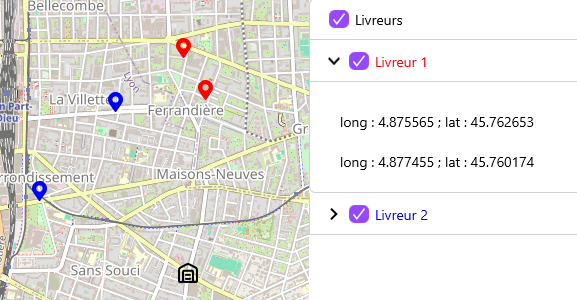 Bellecombe
Lyon
La Villette
n Part-
Dieu
Ferrandière
Gr
rrondissement
Maisons-Neuves
Sans Souci
Livreurs
Livreur 1
long : 4.875565 ; lat : 45.762653
long : 4.877455 ; lat : 45.760174
Livreur 2